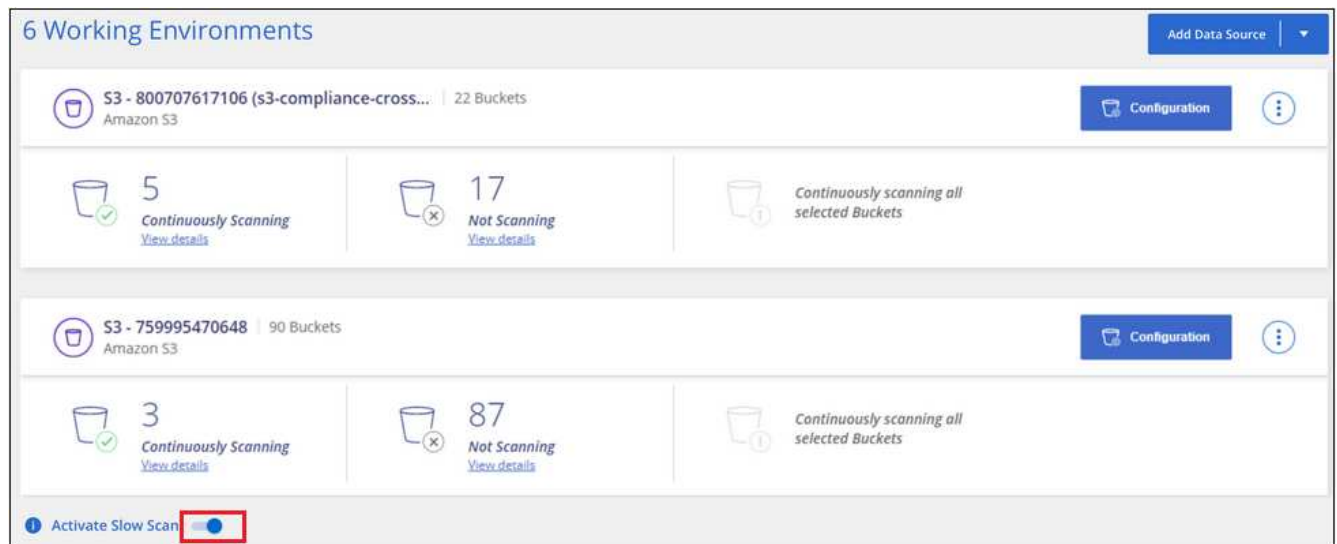 6 Working Environments
Add Data Source
S3 - 800707617106 (s3-compliance-cross... | 22 Buckets
Amazon S3
Configuration
5
Continuously Scanning
View details
17
Not Scanning
View details
Continuously scanning all
selected Buckets
S3 - 759995470648 | 90 Buckets
Amazon S3
Configuration
3
Continuously Scanning
View details
87
Not Scanning
View details
Continuously scanning all
selected Buckets
Activate Slow Scan